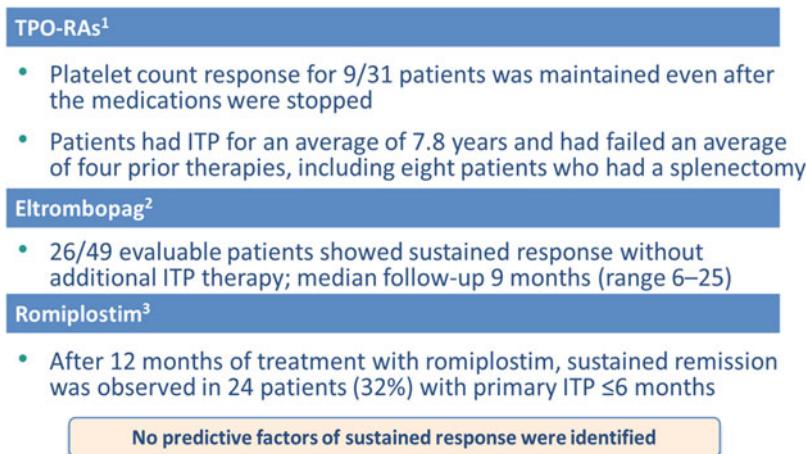 TPO-RAs¹
• Platelet count response for 9/31 patients was maintained even after
the medications were stopped
• Patients had ITP for an average of 7.8 years and had failed an average
of four prior therapies, including eight patients who had a splenectomy
Eltrombopag²
• 26/49 evaluable patients showed sustained response without
additional ITP therapy; median follow-up 9 months (range 6–25)
Romiplostim³
• After 12 months of treatment with romiplostim, sustained remission
was observed in 24 patients (32%) with primary ITP ≤6 months
No predictive factors of sustained response were identified